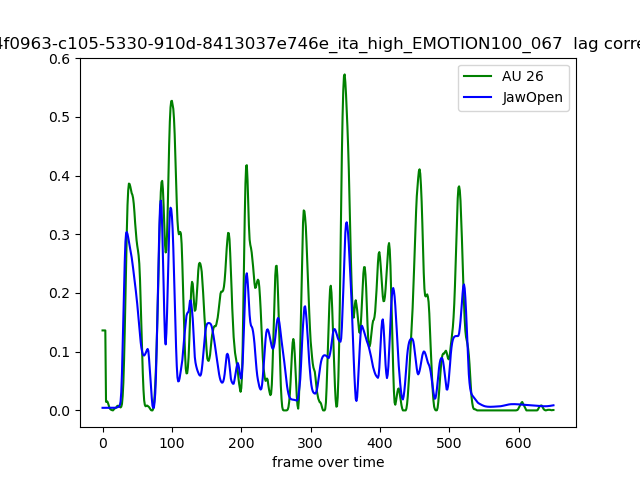 4f0963-c105-5330-910d-8413037e746e_ita_high_EMOTION100_067 lag corre
0.6
AU 26
JawOpen
0.5
0.4
0.3
0.2
0.1
0.0
0 100 200 300 400 500 600
frame over time